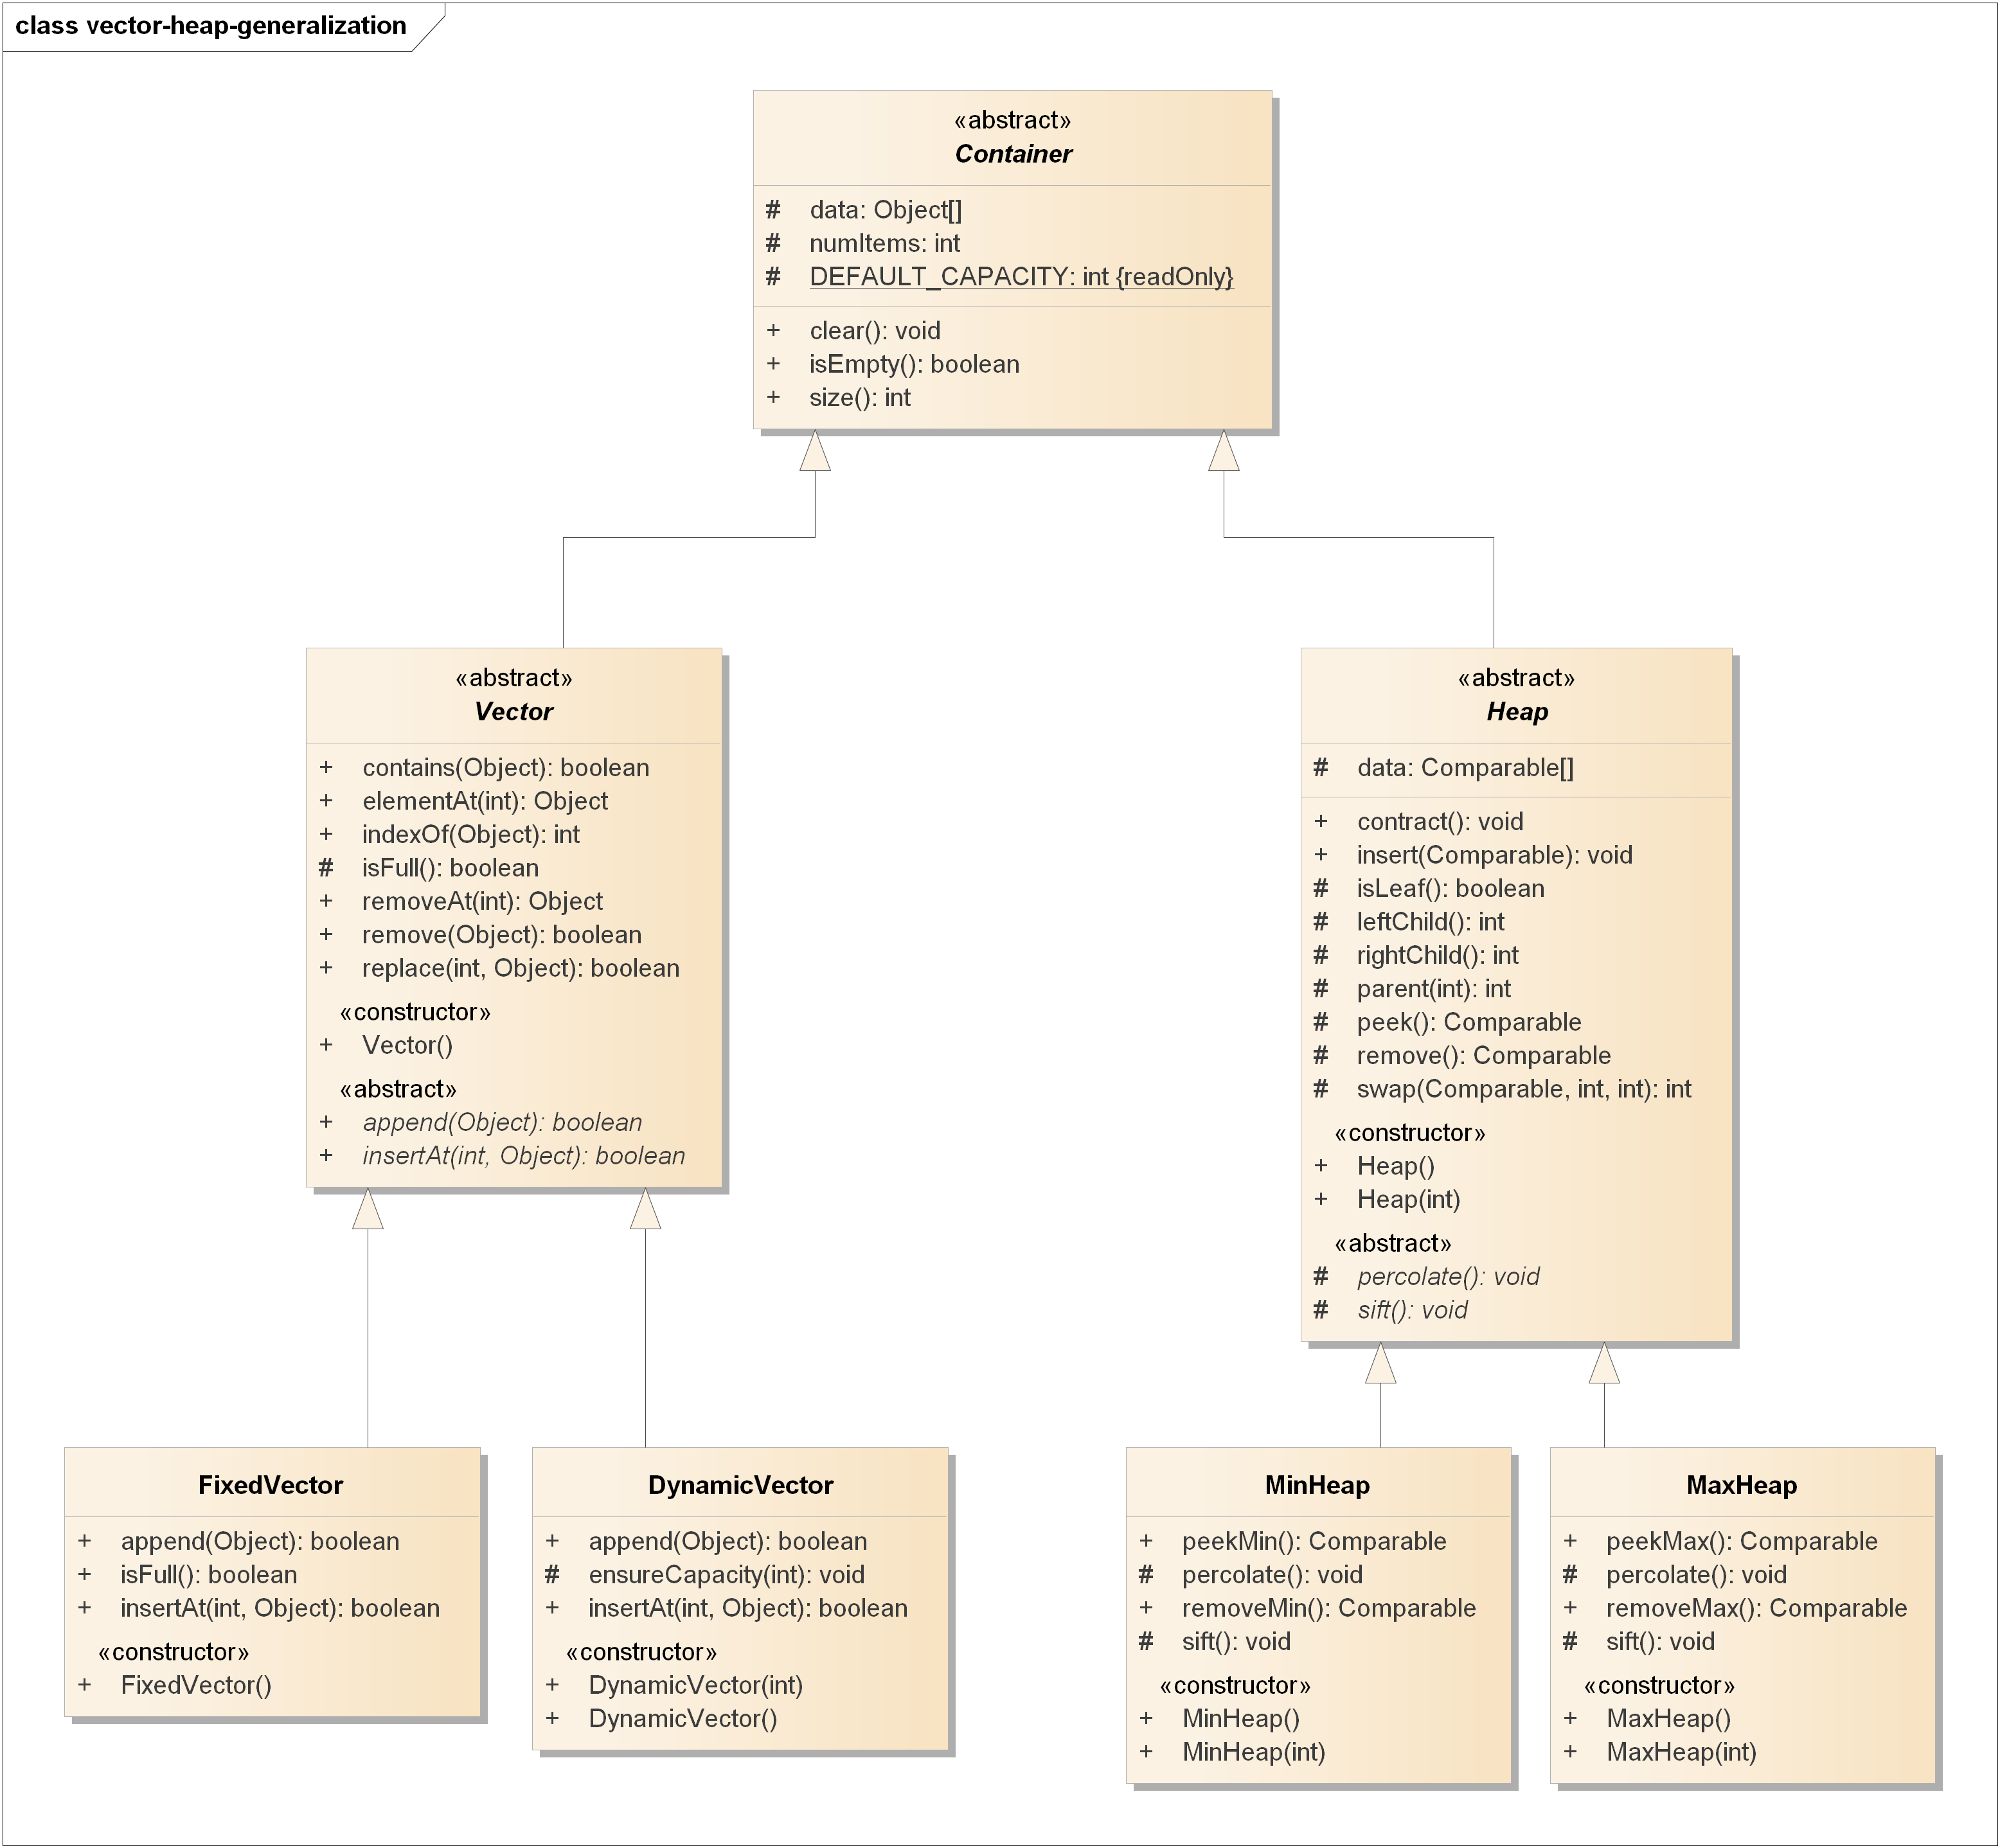 class vector-heap-generalization
«abstract»
Container
# data: Object[]
# numItems: int
# DEFAULT_CAPACITY: int {readOnly}
+ clear(): void
+ isEmpty(): boolean
+ size(): int
«abstract»
Vector
+ contains(Object): boolean
+ elementAt(int): Object
+ indexOf(Object): int
# isFull(): boolean
+ removeAt(int): Object
+ remove(Object): boolean
+ replace(int, Object): boolean
«constructor»
+ Vector()
«abstract»
+ append(Object): boolean
+ insertAt(int, Object): boolean
«abstract»
Heap
# data: Comparable[]
+ contract(): void
+ insert(Comparable): void
# isLeaf(): boolean
# leftChild(): int
# rightChild(): int
# parent(int): int
# peek(): Comparable
# remove(): Comparable
# swap(Comparable, int, int): int
«constructor»
+ Heap()
+ Heap(int)
«abstract»
# percolate(): void
# sift(): void
FixedVector
+ append(Object): boolean
+ isFull(): boolean
+ insertAt(int, Object): boolean
«constructor»
+ FixedVector()
DynamicVector
+ append(Object): boolean
# ensureCapacity(int): void
+ insertAt(int, Object): boolean
«constructor»
+ DynamicVector(int)
+ DynamicVector()
MinHeap
+ peekMin(): Comparable
# percolate(): void
+ removeMin(): Comparable
# sift(): void
«constructor»
+ MinHeap()
+ MinHeap(int)
MaxHeap
+ peekMax(): Comparable
# percolate(): void
+ removeMax(): Comparable
# sift(): void
«constructor»
+ MaxHeap()
+ MaxHeap(int)